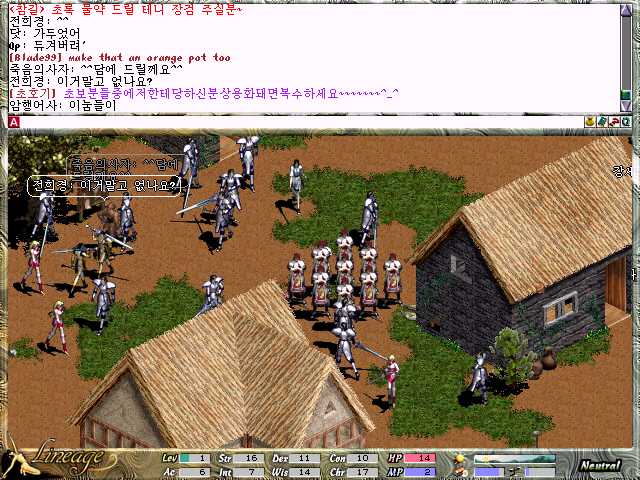 <참길> 초록 물약 드릴 테니 장검 주실분~
전희경: ^^
닷: 가두었어
Qp: 듀겨버려'
[Blade99] make that an orange pot too
죽음의사자: ^^담에 드릴께요^^
전희경: 이거말고 없나요?
[초호기] 초보분들중에저한테당하신분상용화돼면복수하세요~~~~~~~^_^
암행어사: 이놈들이
A
죽음의사자: ^^담에
전희경: 이거말고 없나요?
Lineage
Lev 1 Str 16 Dex 11 Con 10 HP 14
Ac 6 Int 7 Wis 14 Chr 17 MP 2
Neutral